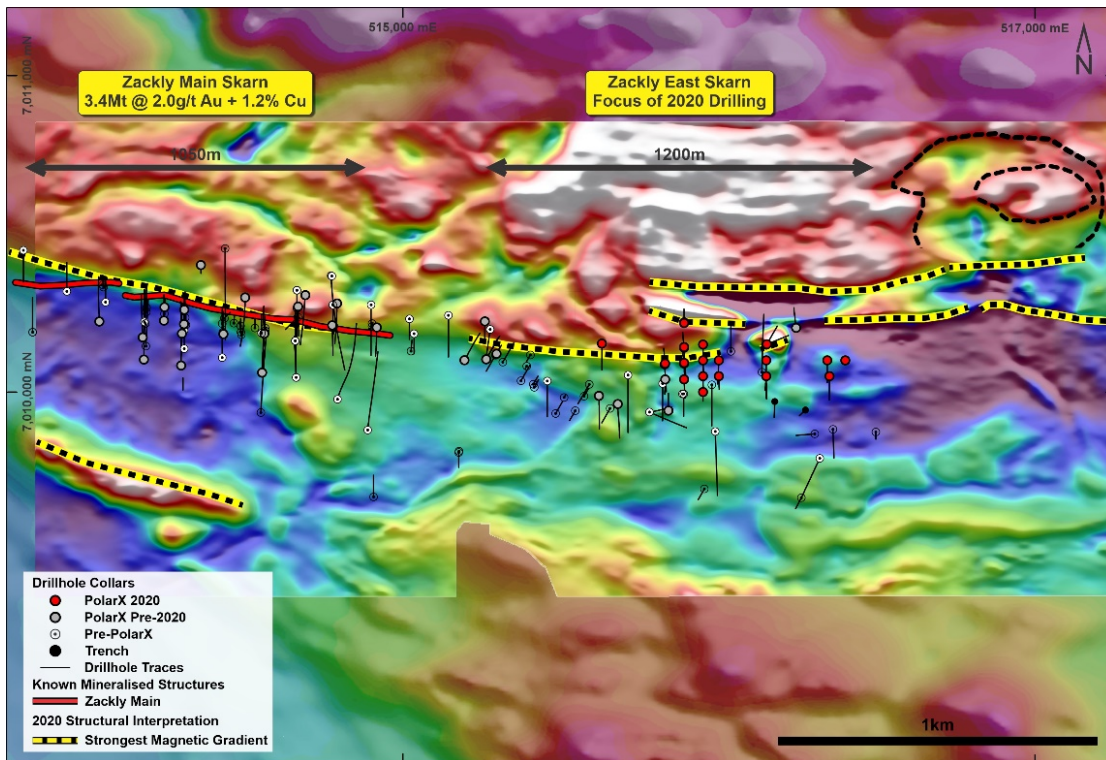 515,000 mE
517,000 mE
N
7,011,000 mN
Zackly Main Skarn
3.4Mt @ 2.0g/t Au + 1.2% Cu
Zackly East Skarn
Focus of 2020 Drilling
1250m
1200m
7,010,000 mN
Drillhole Collars
PolarX 2020
PolarX Pre-2020
Pre-PolarX
Trench
Drillhole Traces
Known Mineralised Structures
Zackly Main
2020 Structural Interpretation
Strongest Magnetic Gradient
1km